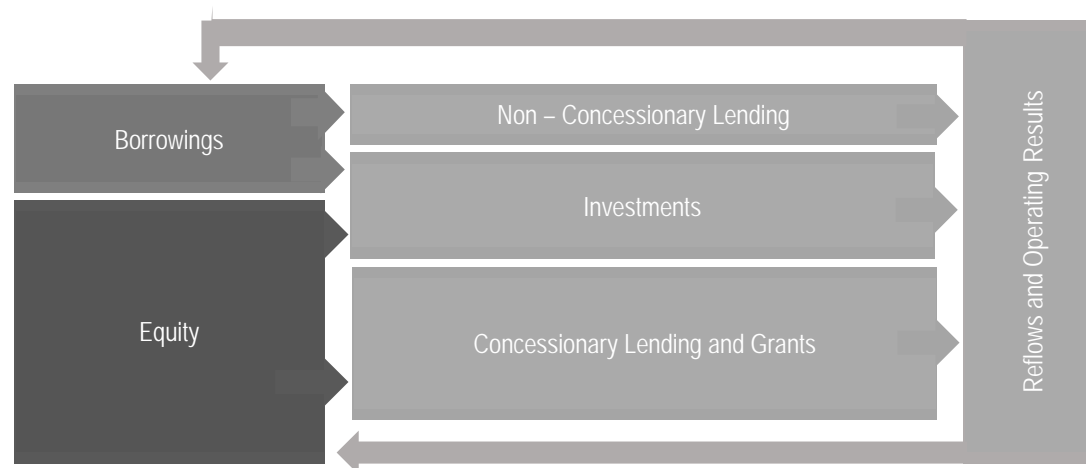 Borrowings
Non – Concessionary Lending
Investments
Equity
Concessionary Lending and Grants
Reflows and Operating Results